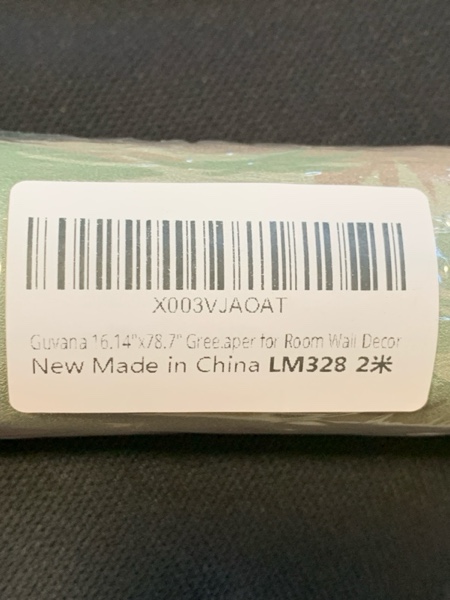 X003VJAOAT
Guvana 16.14"x78.7" Gree.aper for Room Wall Decor
New Made in China LM328 2米